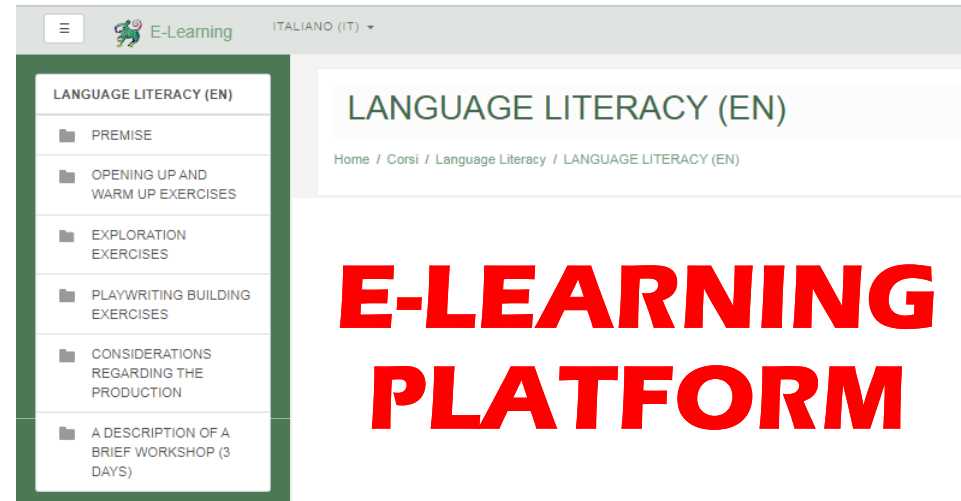 E-Learning
ITALIANO (IT)
LANGUAGE LITERACY (EN)
PREMISE
OPENING UP AND
WARM UP EXERCISES
EXPLORATION
EXERCISES
PLAYWRITING BUILDING
EXERCISES
CONSIDERATIONS
REGARDING THE
PRODUCTION
A DESCRIPTION OF A
BRIEF WORKSHOP (3
DAYS)
LANGUAGE LITERACY (EN)
Home / Corsi / Language Literacy / LANGUAGE LITERACY (EN)
E-LEARNING
PLATFORM